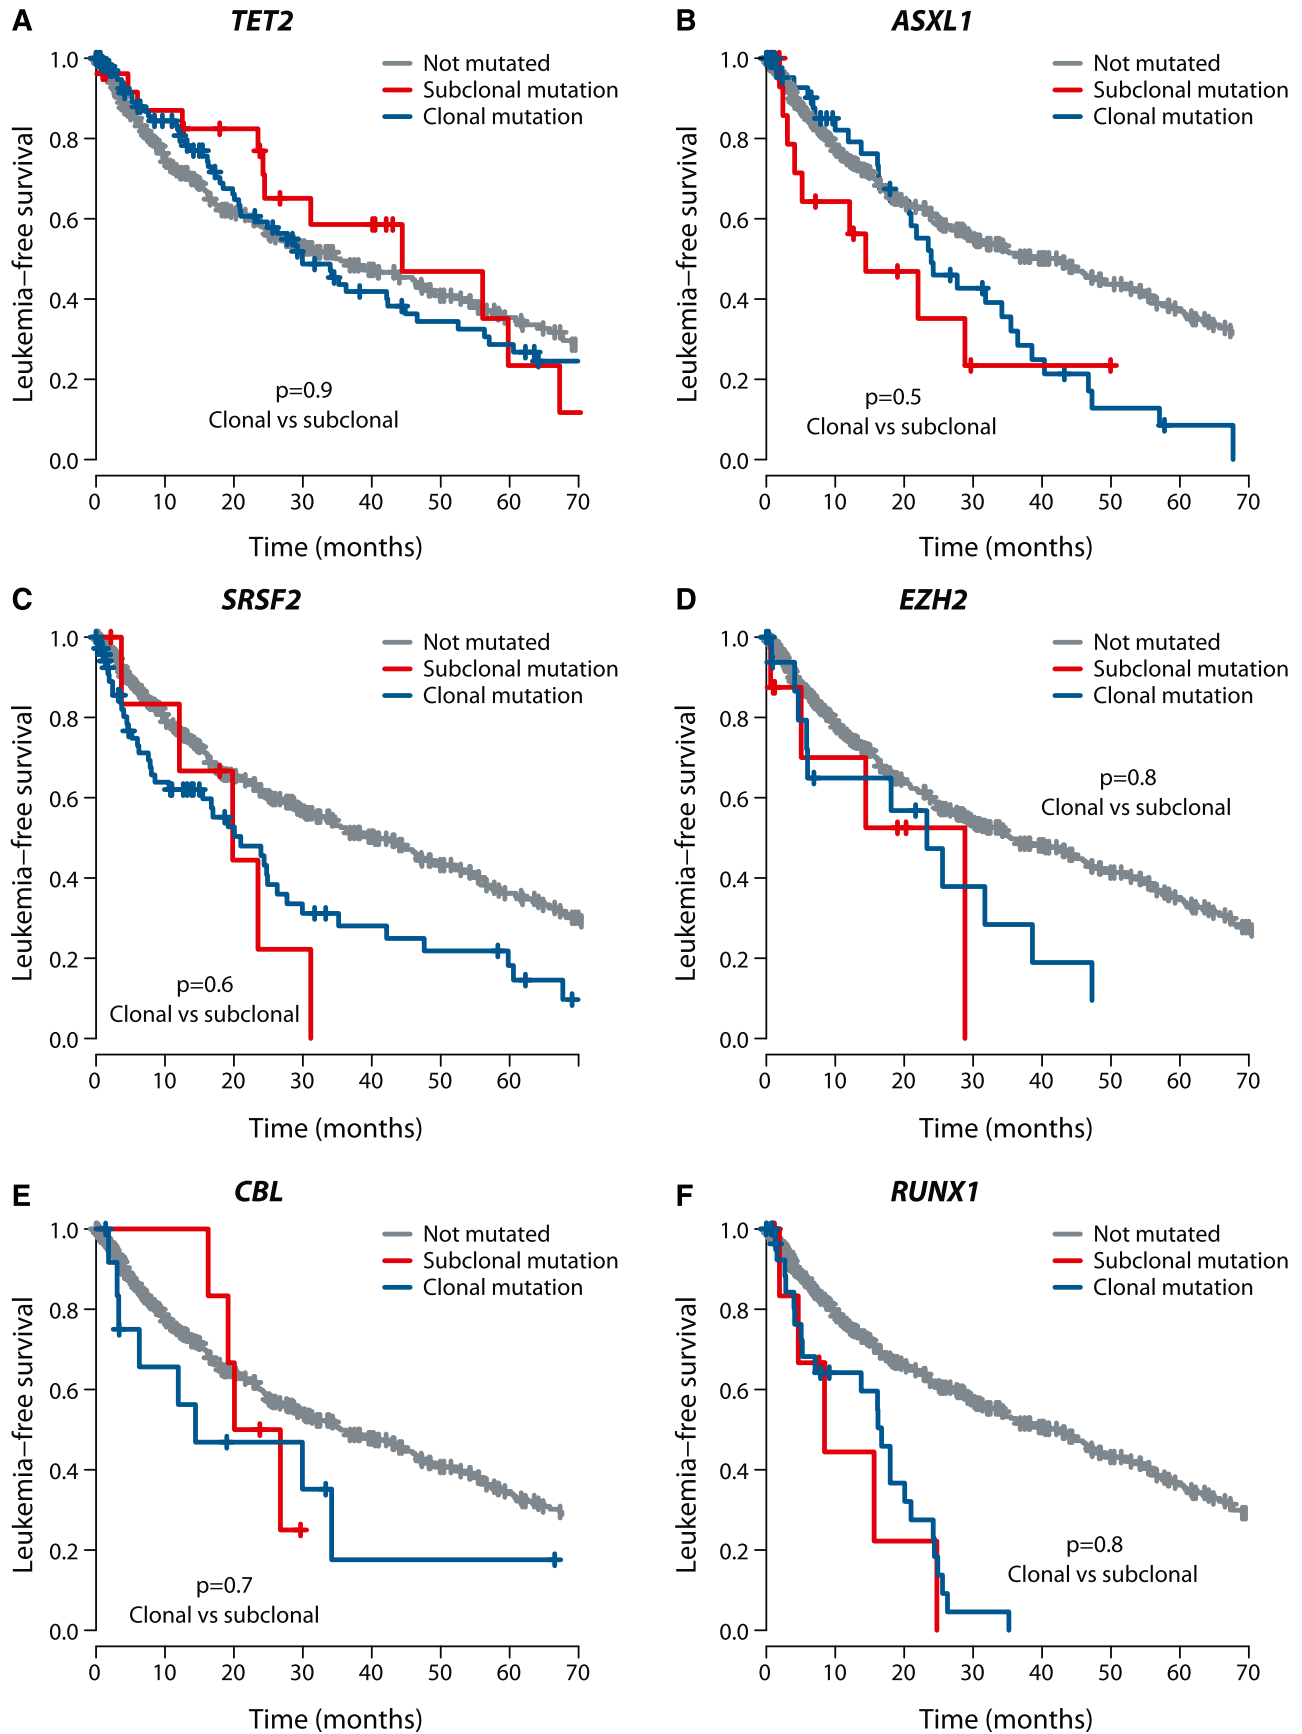 A
TET2
1.0
0.8
0.6
0.4
0.2
0.0
Leukemia–free survival
Not mutated
Subclonal mutation
Clonal mutation
p=0.9
Clonal vs subclonal
0 10 20 30 40 50 60 70
Time (months)
B
ASXL1
1.0
0.8
0.6
0.4
0.2
0.0
Leukemia–free survival
Not mutated
Subclonal mutation
Clonal mutation
p=0.5
Clonal vs subclonal
0 10 20 30 40 50 60 70
Time (months)
C
SRSF2
1.0
0.8
0.6
0.4
0.2
0.0
Leukemia–free survival
Not mutated
Subclonal mutation
Clonal mutation
p=0.6
Clonal vs subclonal
0 10 20 30 40 50 60 70
Time (months)
D
EZH2
1.0
0.8
0.6
0.4
0.2
0.0
Leukemia–free survival
Not mutated
Subclonal mutation
Clonal mutation
p=0.8
Clonal vs subclonal
0 10 20 30 40 50 60 70
Time (months)
E
CBL
1.0
0.8
0.6
0.4
0.2
0.0
Leukemia–free survival
Not mutated
Subclonal mutation
Clonal mutation
p=0.7
Clonal vs subclonal
0 10 20 30 40 50 60 70
Time (months)
F
RUNX1
1.0
0.8
0.6
0.4
0.2
0.0
Leukemia–free survival
Not mutated
Subclonal mutation
Clonal mutation
p=0.8
Clonal vs subclonal
0 10 20 30 40 50 60 70
Time (months)